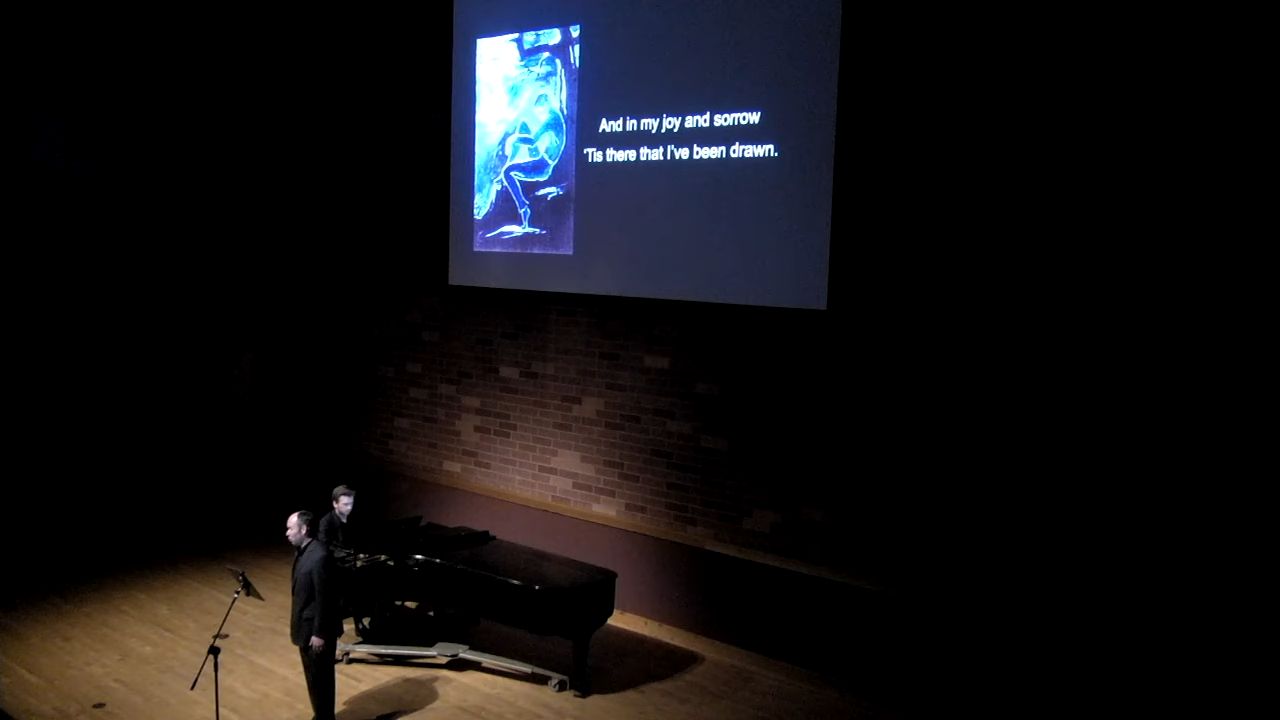 And in my joy and sorrow
'Tis there that I've been drawn.